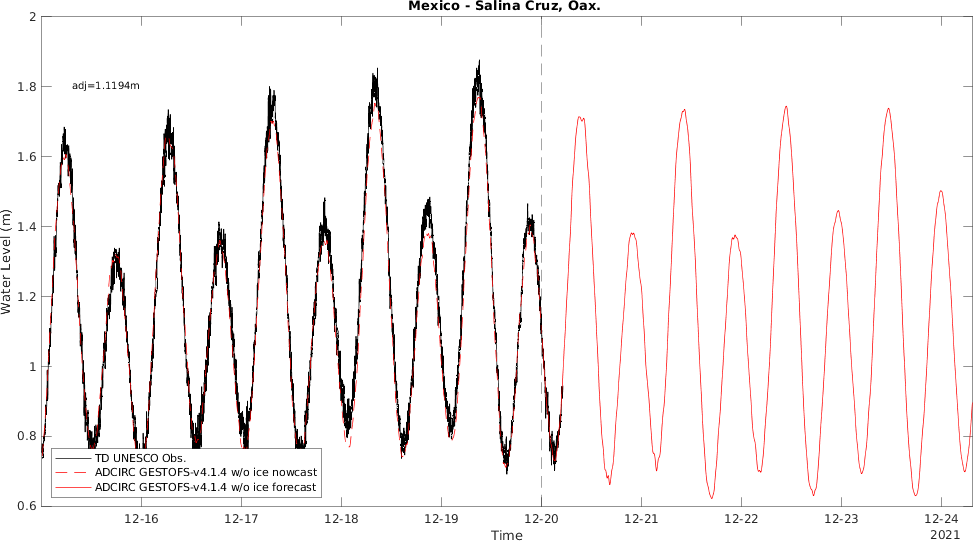 Mexico - Salina Cruz, Oax.
2
1.8
1.6
1.4
1.2
1
0.8
0.6
Water Level (m)
adj=1.1194m
TD UNESCO Obs.
ADCIRC GESTOFS-v4.1.4 w/o ice nowcast
ADCIRC GESTOFS-v4.1.4 w/o ice forecast
12-16 12-17 12-18 12-19 12-20 12-21 12-22 12-23 12-24
Time 2021